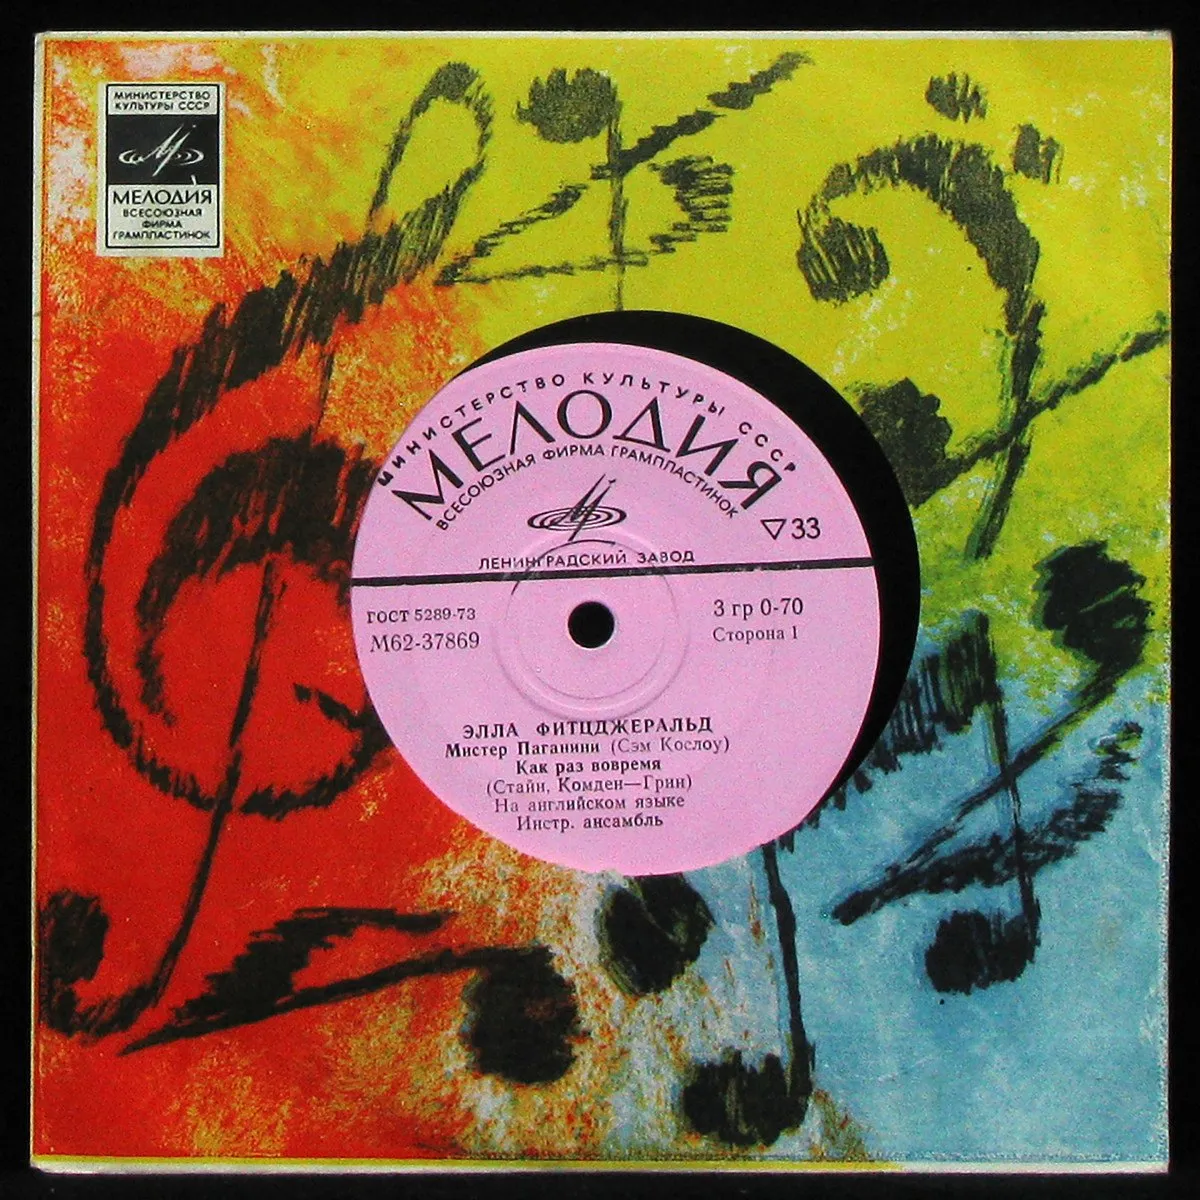 МИНИСТЕРСТВО
КУЛЬТУРЫ СССР
МЕЛОДИЯ
ВСЕСОЮЗНАЯ
ФИРМА
ГРАМПЛАСТИНОК
МИНИСТЕРСТВО КУЛЬТУРЫ СССР
МЕЛОДИЯ
ВСЕСОЮЗНАЯ ФИРМА ГРАМПЛАСТИНОК
▽33
ЛЕНИНГРАДСКИЙ ЗАВОД
ГОСТ 5289-73
М62-37869
3 гр 0-70
Сторона 1
ЭЛЛА ФИТЦДЖЕРАЛЬД
Мистер Паганини (Сэм Кослоу)
Как раз вовремя
(Стайн, Комден—Грин)
На английском языке
Инстр. ансамбль